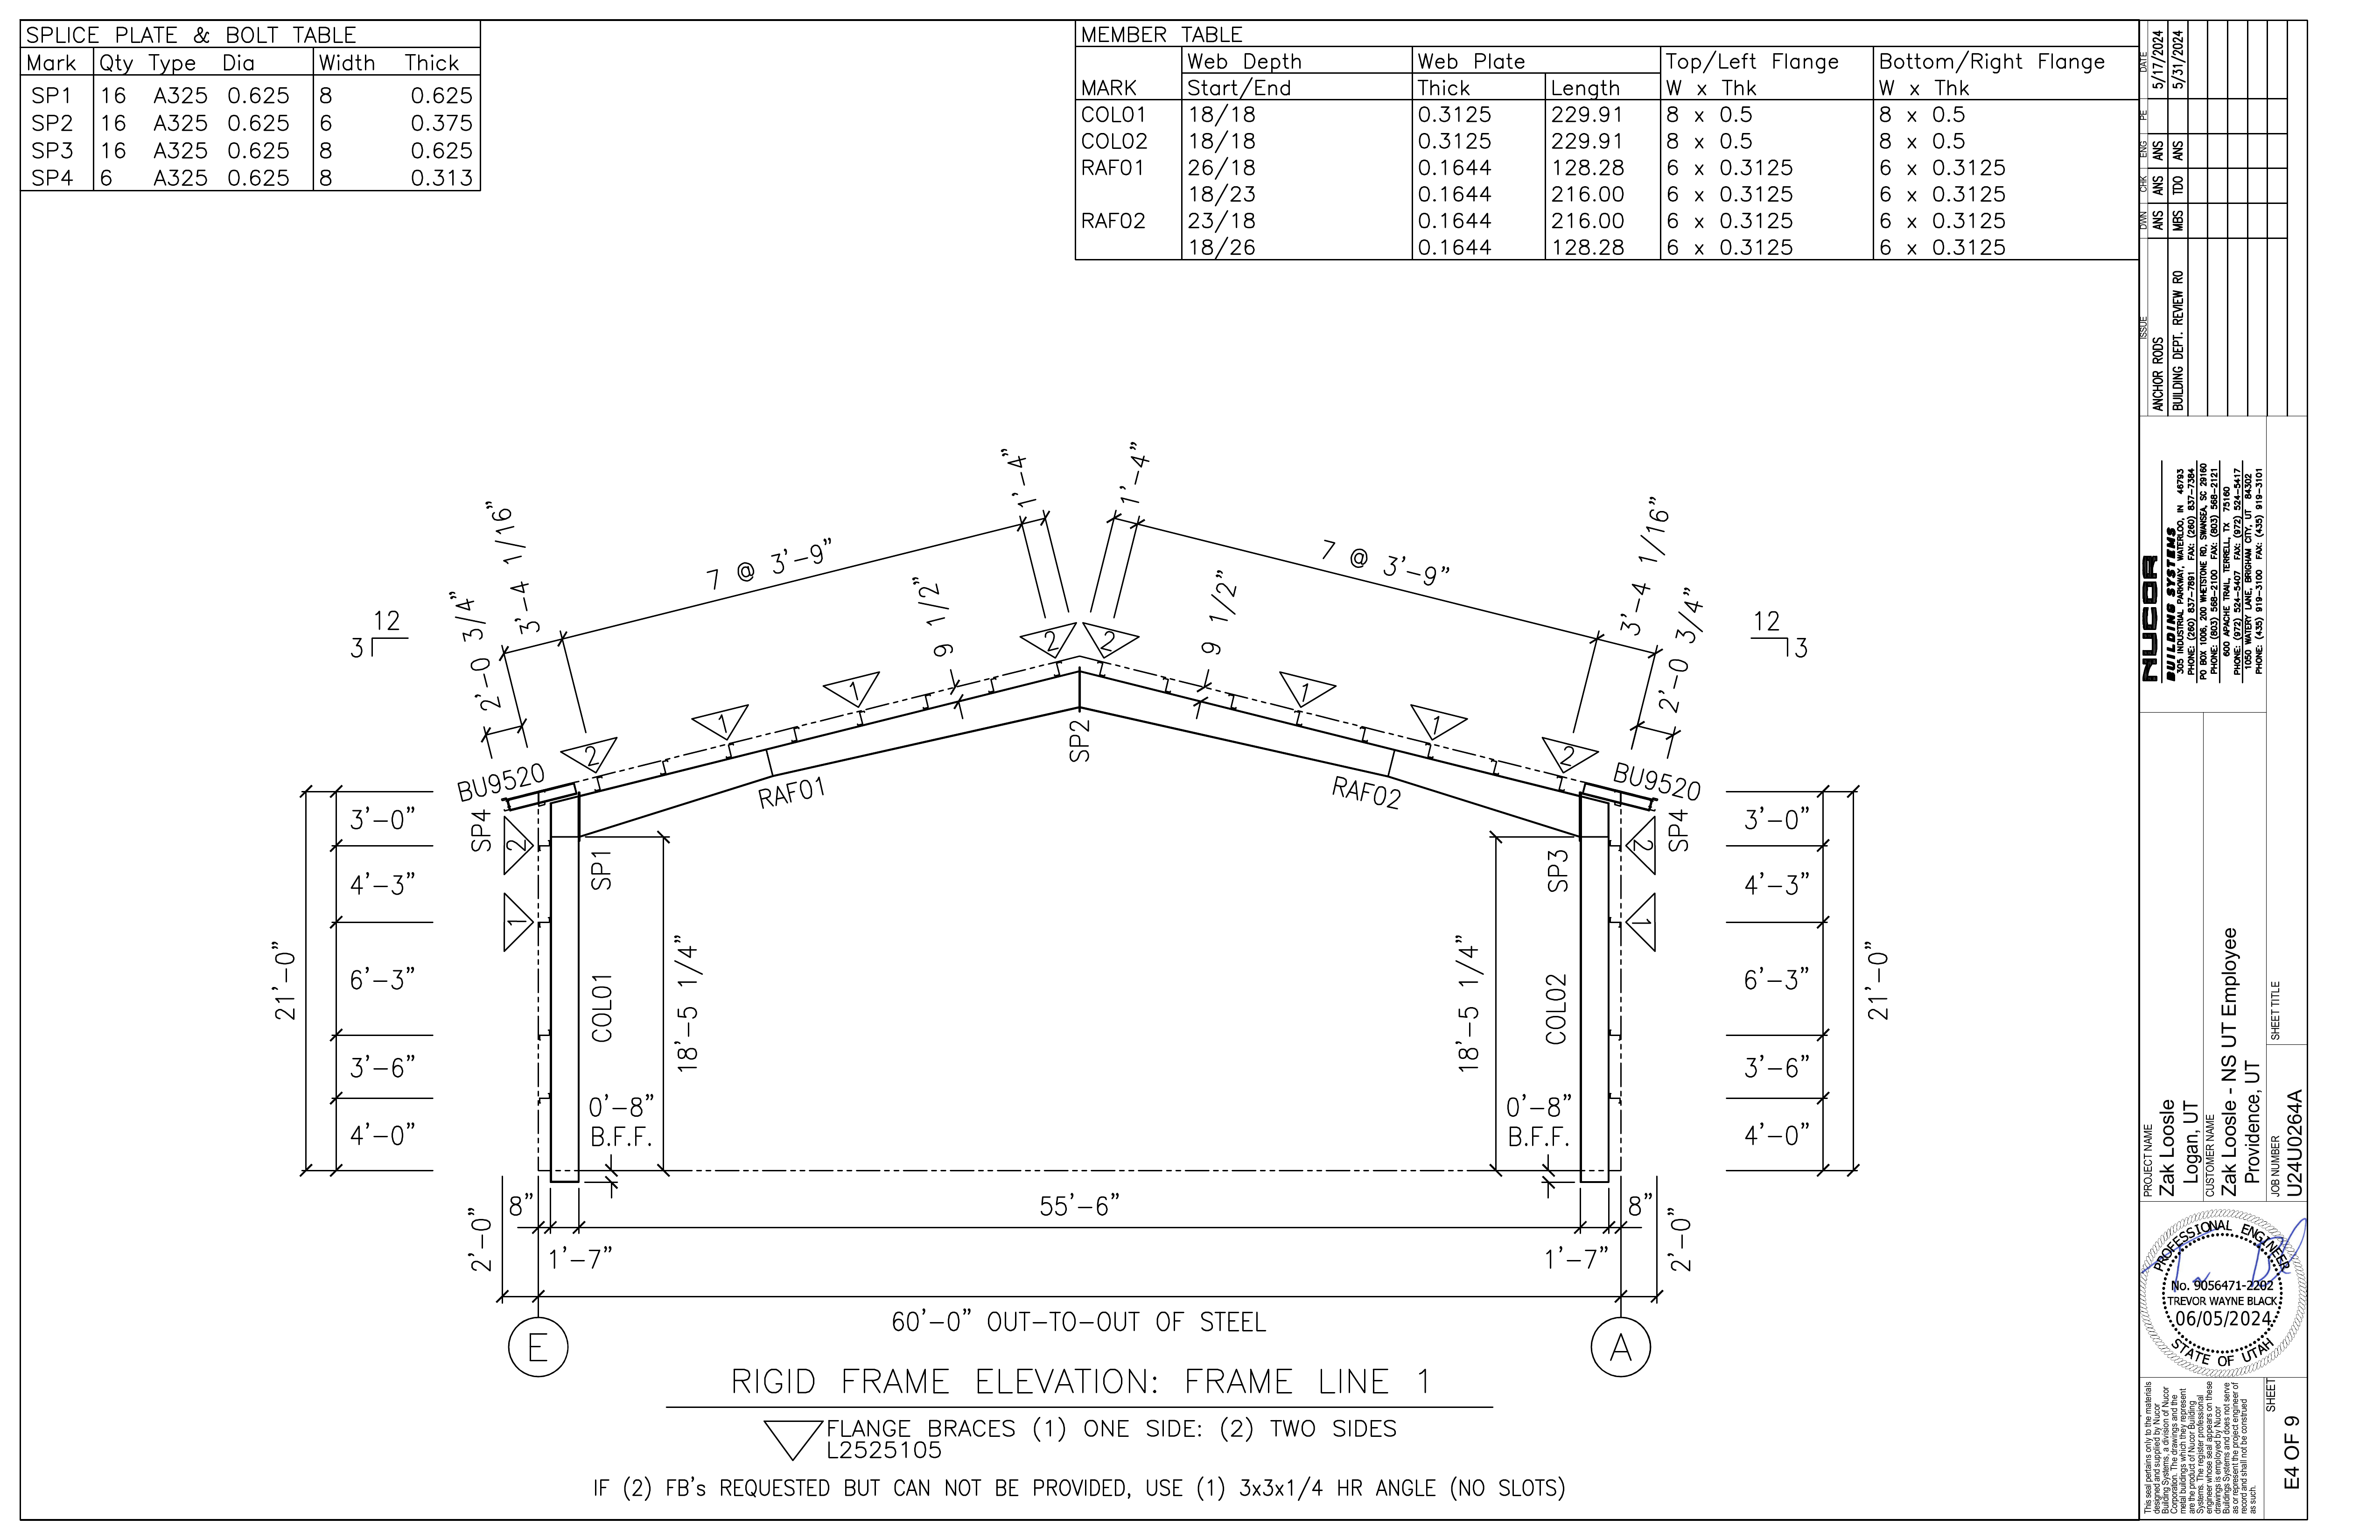 SPLICE PLATE & BOLT TABLE
Mark Qty Type Dia Width Thick
SP1 16 A325 0.625 8 0.625
SP2 16 A325 0.625 6 0.375
SP3 16 A325 0.625 8 0.625
SP4 6 A325 0.625 8 0.313
MEMBER TABLE
Web Depth Web Plate Top/Left Flange Bottom/Right Flange
MARK Start/End Thick Length W x Thk W x Thk
COL01 18/18 0.3125 229.91 8 x 0.5 8 x 0.5
COL02 18/18 0.3125 229.91 8 x 0.5 8 x 0.5
RAF01 26/18 0.1644 128.28 6 x 0.3125 6 x 0.3125
18/23 0.1644 216.00 6 x 0.3125 6 x 0.3125
RAF02 23/18 0.1644 216.00 6 x 0.3125 6 x 0.3125
18/26 0.1644 128.28 6 x 0.3125 6 x 0.3125
12
3
2'-0 3/4"
3'-4 1/16"
7 @ 3'-9"
1'-4"
1'-4"
7 @ 3'-9"
3'-4 1/16"
2'-0 3/4"
12
3
9 1/2"
9 1/2"
2
1
1
2
2
1
1
2
BU9520
SP4
2
1
RAF01
SP2
RAF02
BU9520
SP4
2
1
SP1
SP3
COL01
COL02
18'-5 1/4"
18'-5 1/4"
21'-0"
3'-0"
4'-3"
6'-3"
3'-6"
4'-0"
3'-0"
4'-3"
6'-3"
3'-6"
4'-0"
21'-0"
0'-8"
B.F.F.
0'-8"
B.F.F.
2'-0"
8"
1'-7"
55'-6"
1'-7"
8"
2'-0"
60'-0" OUT-TO-OUT OF STEEL
E
A
RIGID FRAME ELEVATION: FRAME LINE 1
FLANGE BRACES (1) ONE SIDE: (2) TWO SIDES
L2525105
IF (2) FB's REQUESTED BUT CAN NOT BE PROVIDED, USE (1) 3x3x1/4 HR ANGLE (NO SLOTS)
ISSUE DWN CHK ENG PE DATE
ANCHOR RODS ANS ANS ANS 5/17/2024
BUILDING DEPT. REVIEW R0 MBS TDO ANS 5/31/2024
NUCOR
BUILDING SYSTEMS
305 INDUSTRIAL PARKWAY, WATERLOO, IN 46793
PHONE: (260) 837-7891 FAX: (260) 837-7384
PO BOX 1006, 200 WHETSTONE RD, SWANSEA, SC 29160
PHONE: (803) 568-2100 FAX: (803) 568-2121
600 APACHE TRAIL, TERRELL, TX 75160
PHONE: (972) 524-5407 FAX: (972) 524-5417
1050 WATERY LANE, BRIGHAM CITY, UT 84302
PHONE: (435) 919-3100 FAX: (435) 919-3101
PROJECT NAME
Zak Loosle
Logan, UT
CUSTOMER NAME
Zak Loosle - NS UT Employee
Providence, UT
JOB NUMBER
U24U0264A
SHEET TITLE
PROFESSIONAL ENGINEER
No. 9056471-2202
TREVOR WAYNE BLACK
06/05/2024
STATE OF UTAH
This seal pertains only to the materials
designed and supplied by Nucor
Building Systems, a division of Nucor
Corporation. The drawings and the
metal buildings which they represent
are the product of Nucor Building
Systems. The register professional
engineer whose seal appears on these
drawings is employed by Nucor
Buildings Systems and does not serve
as or represent the project engineer of
record and shall not be construed
as such.
SHEET
E4 OF 9